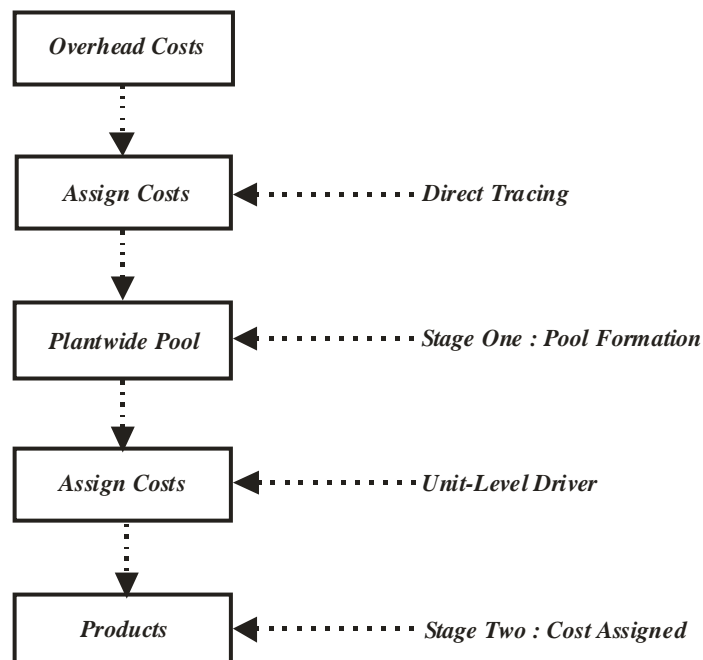 Overhead Costs
Assign Costs
Direct Tracing
Plantwide Pool
Stage One : Pool Formation
Assign Costs
Unit-Level Driver
Products
Stage Two : Cost Assigned